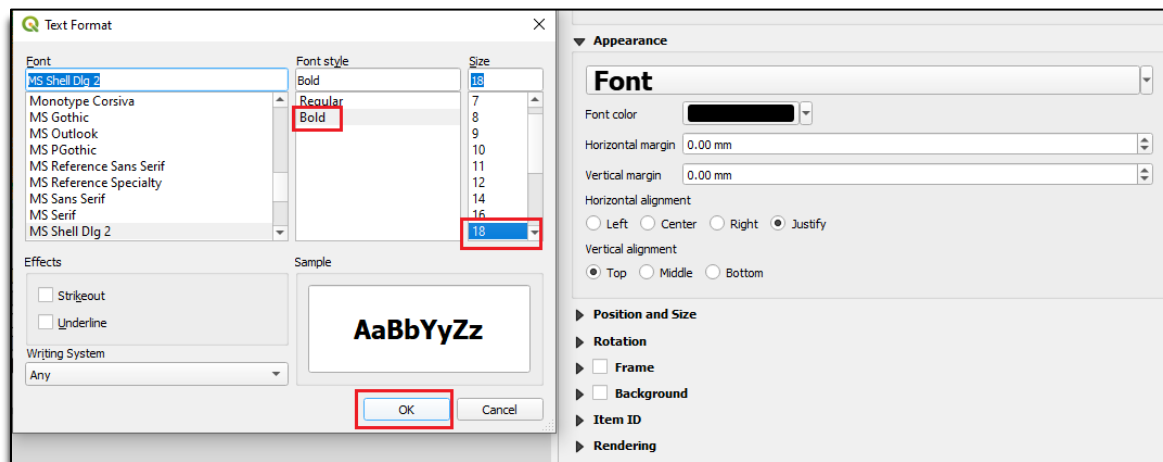 Text Format
Font
MS Shell Dlg 2
Monotype Corsiva
MS Gothic
MS Outlook
MS PGothic
MS Reference Sans Serif
MS Reference Specialty
MS Sans Serif
MS Serif
MS Shell Dlg 2
Font style
Bold
Regular
Bold
Size
18
7
8
9
10
11
12
14
16
18
Effects
Strikeout
Underline
Writing System
Any
Sample
AaBbYyZz
OK
Cancel
Appearance
Font
Font color
Horizontal margin 0.00 mm
Vertical margin 0.00 mm
Horizontal alignment
Left Center Right Justify
Vertical alignment
Top Middle Bottom
Position and Size
Rotation
Frame
Background
Item ID
Rendering